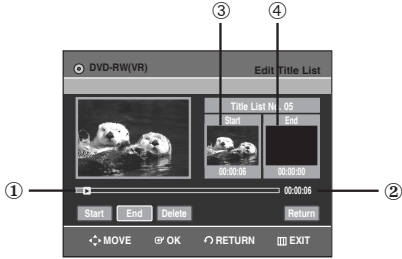 ③ ④
DVD-RW(VR) Edit Title List
Title List No. 05
Start End
00:00:06 00:00:00
① 00:00:06 ②
Start End Delete Return
MOVE OK RETURN EXIT